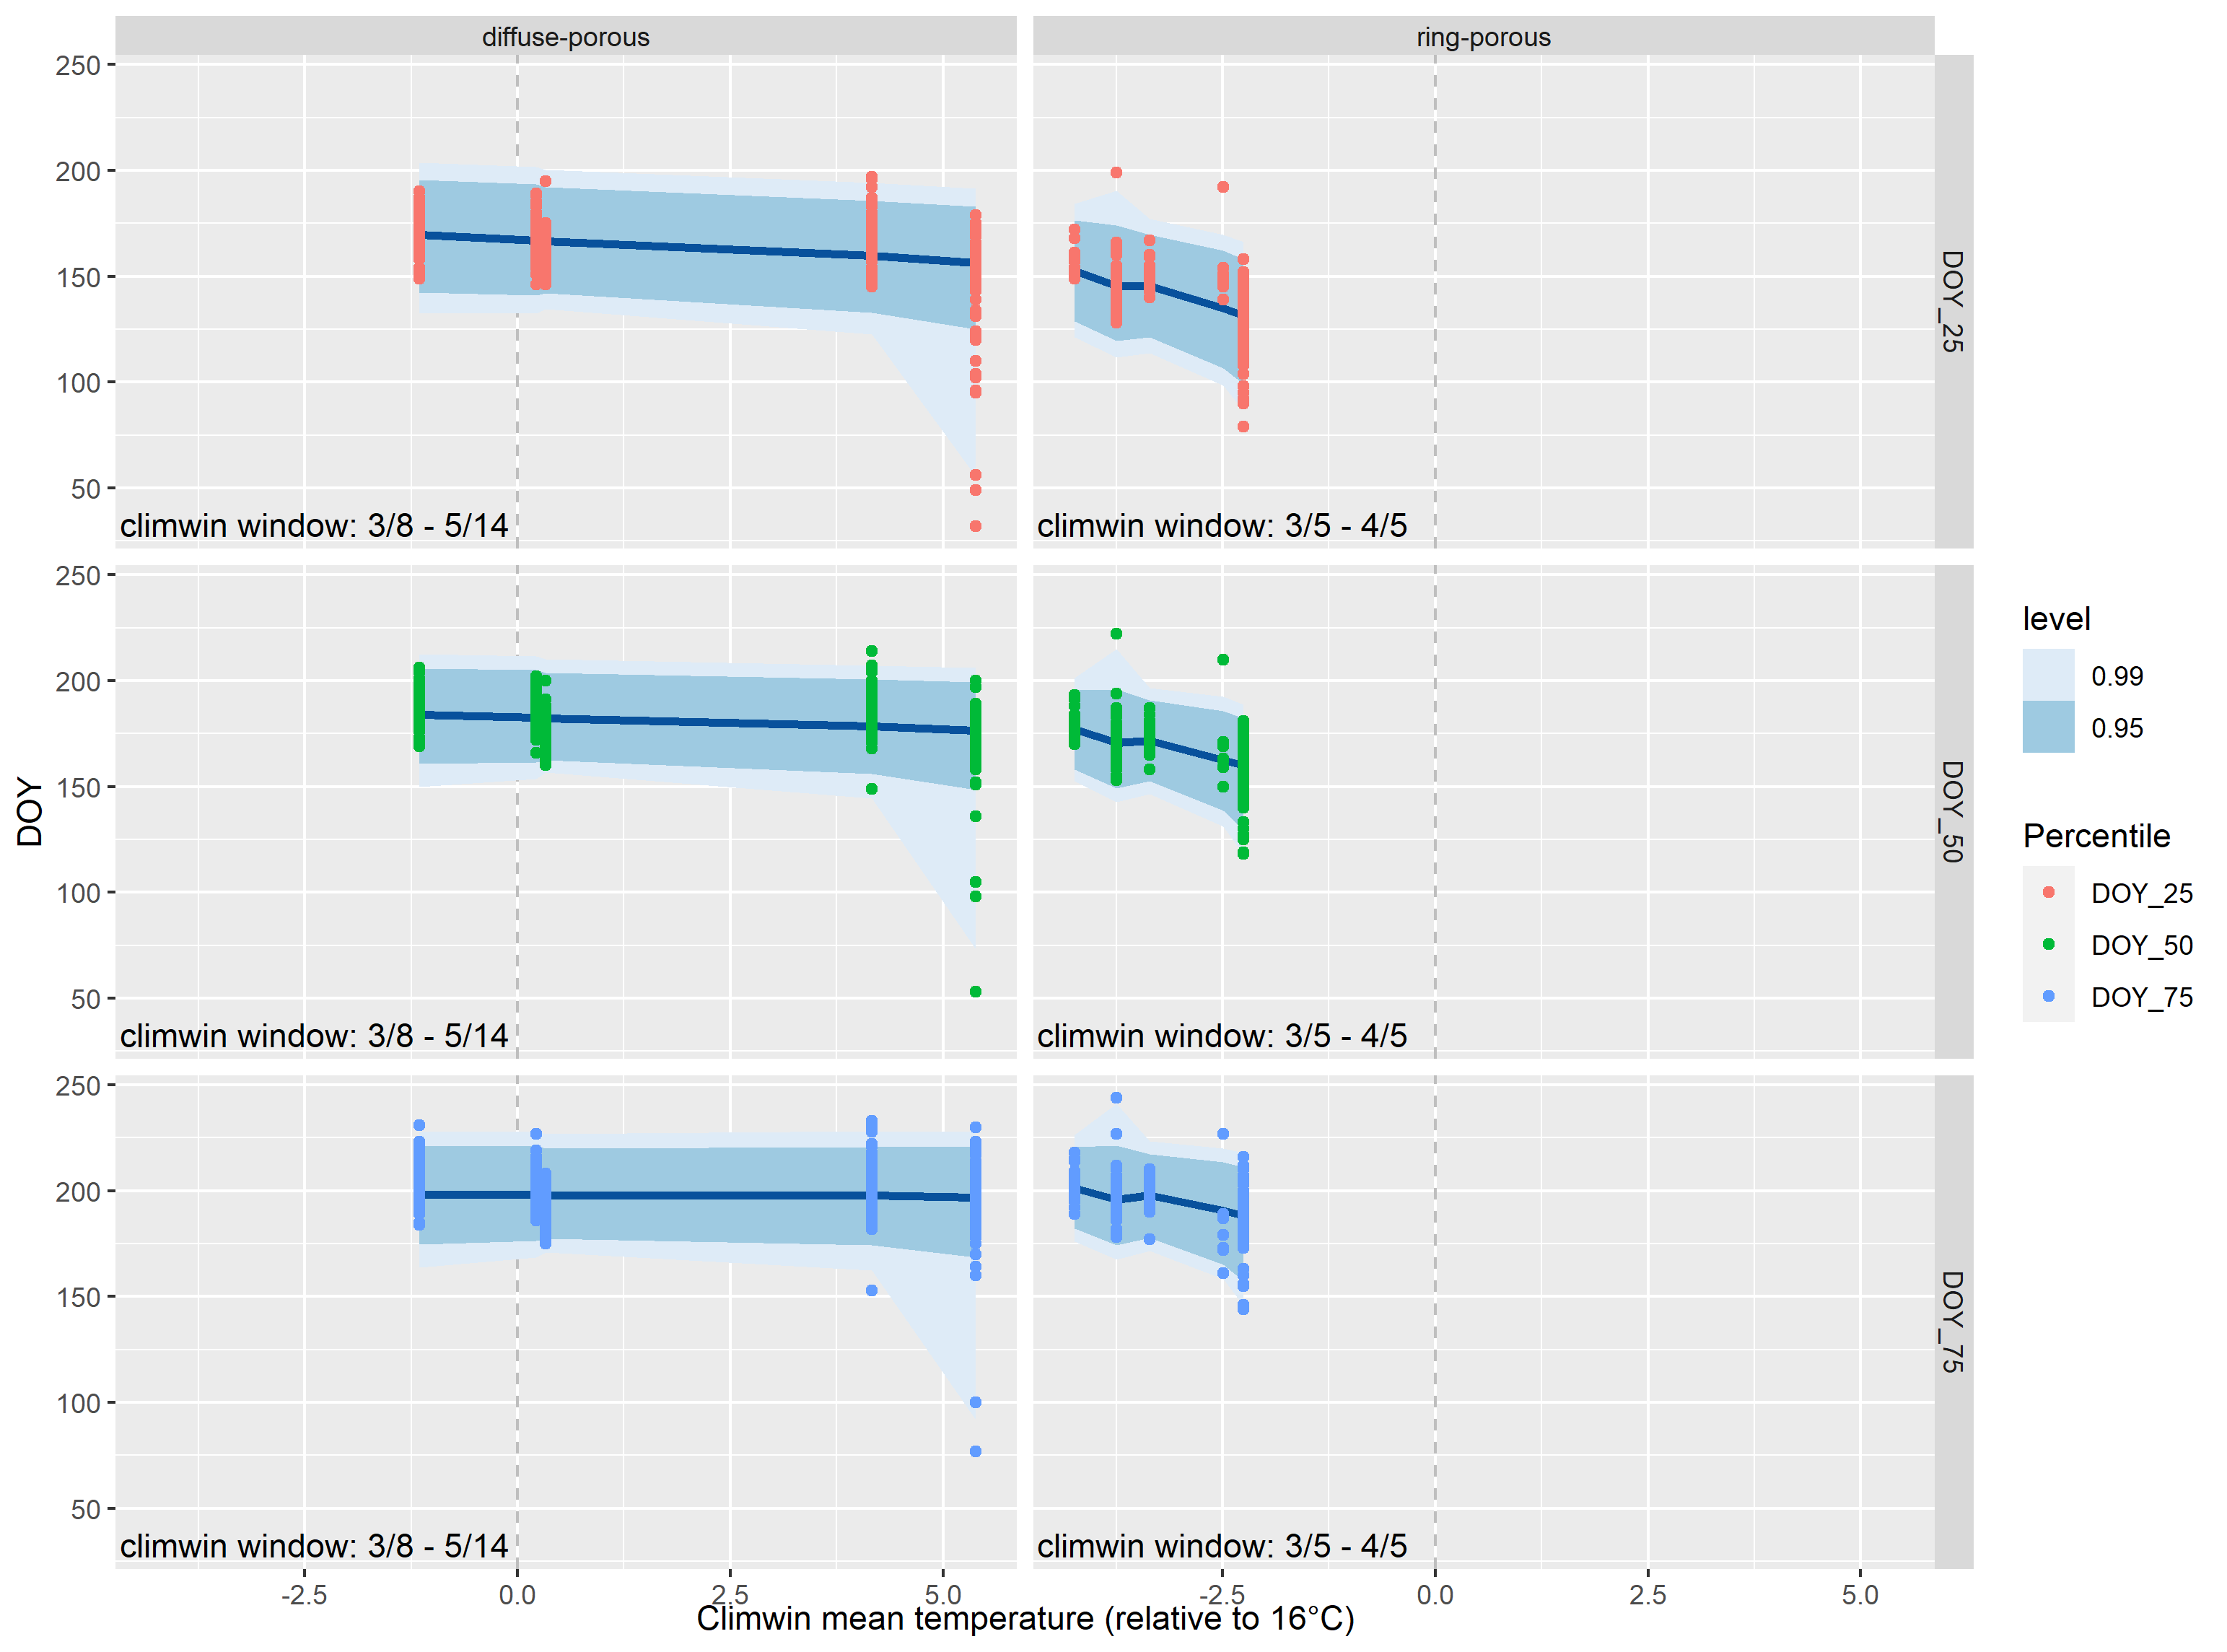 diffuse-porous
ring-porous
250
200
150
100
50
climwin window: 3/8 - 5/14
climwin window: 3/5 - 4/5
DOY_25
250
200
150
100
50
climwin window: 3/8 - 5/14
climwin window: 3/5 - 4/5
DOY_50
250
200
150
100
50
climwin window: 3/8 - 5/14
climwin window: 3/5 - 4/5
DOY_75
DOY
-2.5 0.0 2.5 5.0
-2.5 0.0 2.5 5.0
Climwin mean temperature (relative to 16°C)
level
0.99
0.95
Percentile
DOY_25
DOY_50
DOY_75